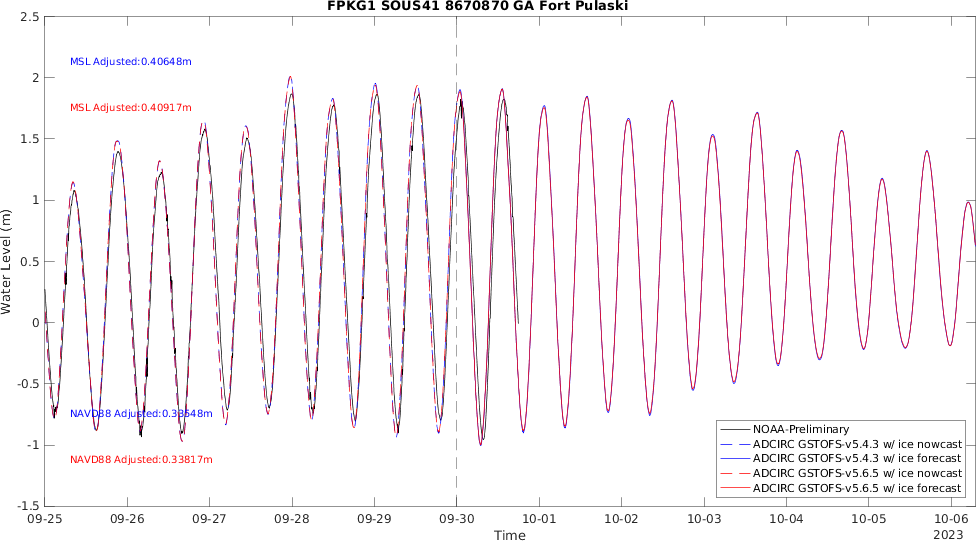 FPKG1 SOUS41 8670870 GA Fort Pulaski
2.5
2
1.5
1
0.5
0
-0.5
-1
-1.5
Water Level (m)
MSL Adjusted:0.40648m
MSL Adjusted:0.40917m
NAVD88 Adjusted:0.33548m
NAVD88 Adjusted:0.33817m
NOAA-Preliminary
ADCIRC GSTOFS-v5.4.3 w/ ice nowcast
ADCIRC GSTOFS-v5.4.3 w/ ice forecast
ADCIRC GSTOFS-v5.6.5 w/ ice nowcast
ADCIRC GSTOFS-v5.6.5 w/ ice forecast
09-25 09-26 09-27 09-28 09-29 09-30 10-01 10-02 10-03 10-04 10-05 10-06
Time
2023